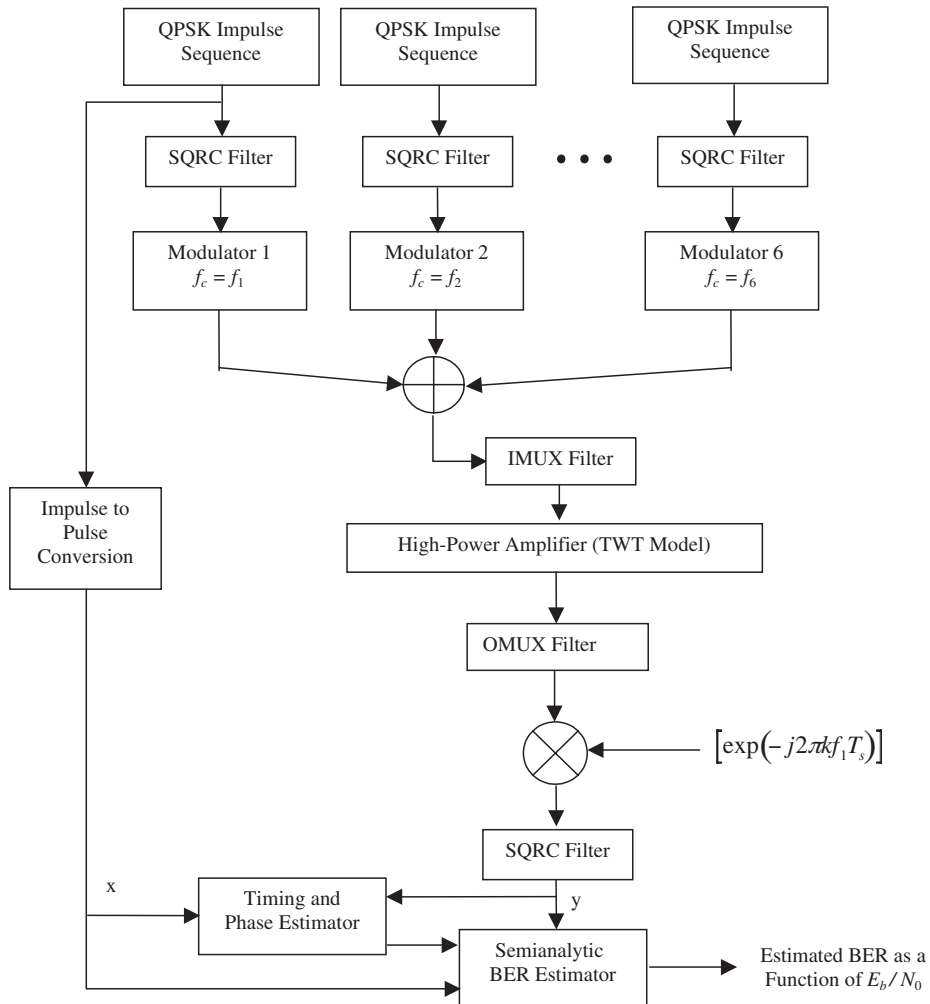 QPSK Impulse
Sequence
QPSK Impulse
Sequence
QPSK Impulse
Sequence
SQRC Filter
SQRC Filter
• • •
SQRC Filter
Modulator 1
f_c = f_1
Modulator 2
f_c = f_2
Modulator 6
f_c = f_6
IMUX Filter
Impulse to
Pulse
Conversion
High-Power Amplifier (TWT Model)
OMUX Filter
[exp(−j2πkf_1T_s)]
SQRC Filter
x
Timing and
Phase Estimator
y
Semianalytic
BER Estimator
Estimated BER as a
Function of E_b/N_0